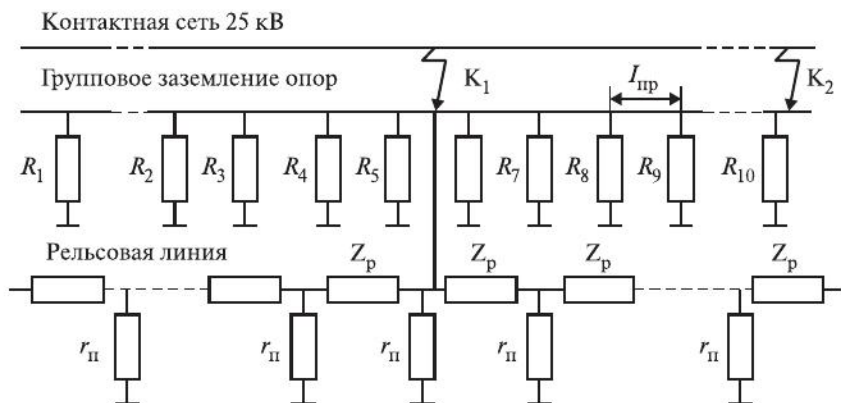 Контактная сеть 25 кВ
Групповое заземление опор
K₁
Iпр
K₂
R₁ R₂ R₃ R₄ R₅ R₇ R₈ R₉ R₁₀
Рельсовая линия Zр Zр Zр Zр
rп rп rп rп rп